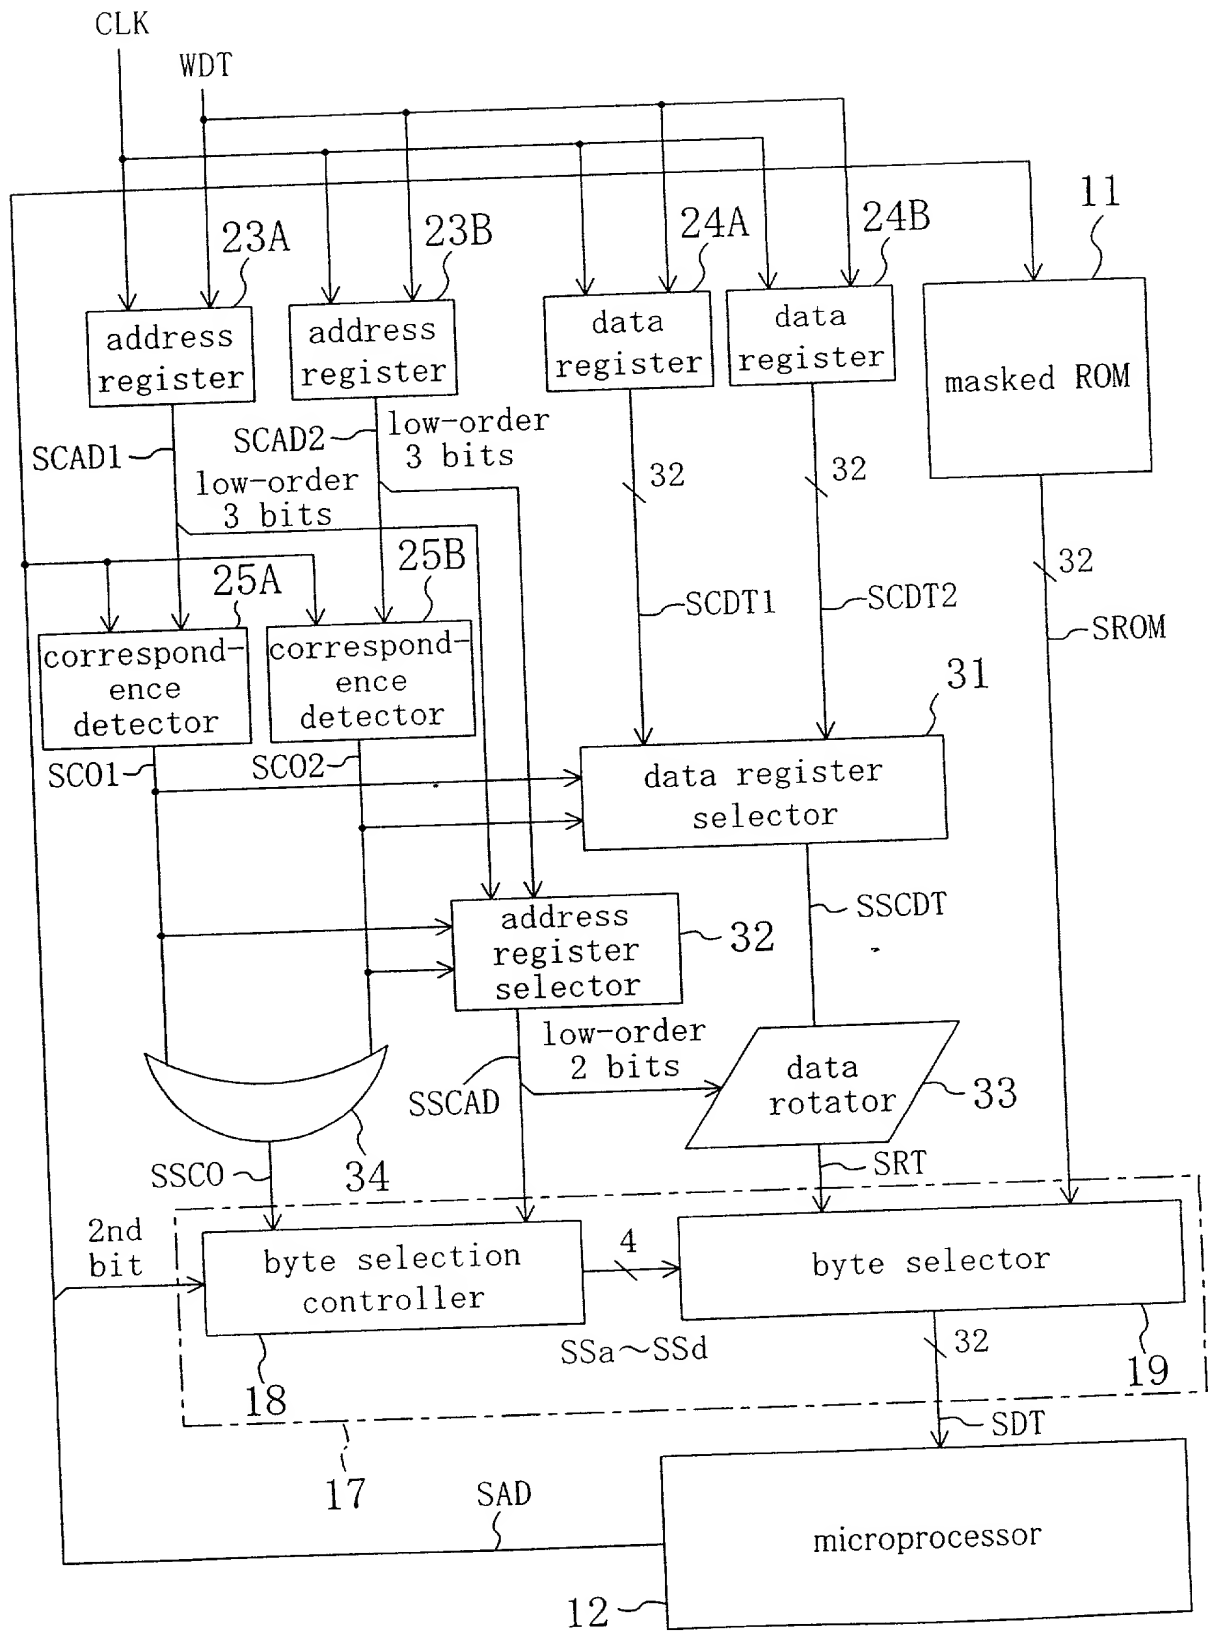 CLK
WDT
23A
23B
24A
24B
11
address
register
address
register
data
register
data
register
masked ROM
SCAD1
SCAD2
low-order
3 bits
low-order
3 bits
32
32
32
25A
25B
SCDT1
SCDT2
SROM
correspond-
ence
detector
correspond-
ence
detector
31
SCO1
SCO2
data register
selector
SSCDT
address
register
selector
32
low-order
2 bits
data
rotator
33
SSCAD
SSCO
34
SRT
2nd
bit
byte selection
controller
4
byte selector
SSa~SSd
32
18
19
17
SDT
SAD
microprocessor
12